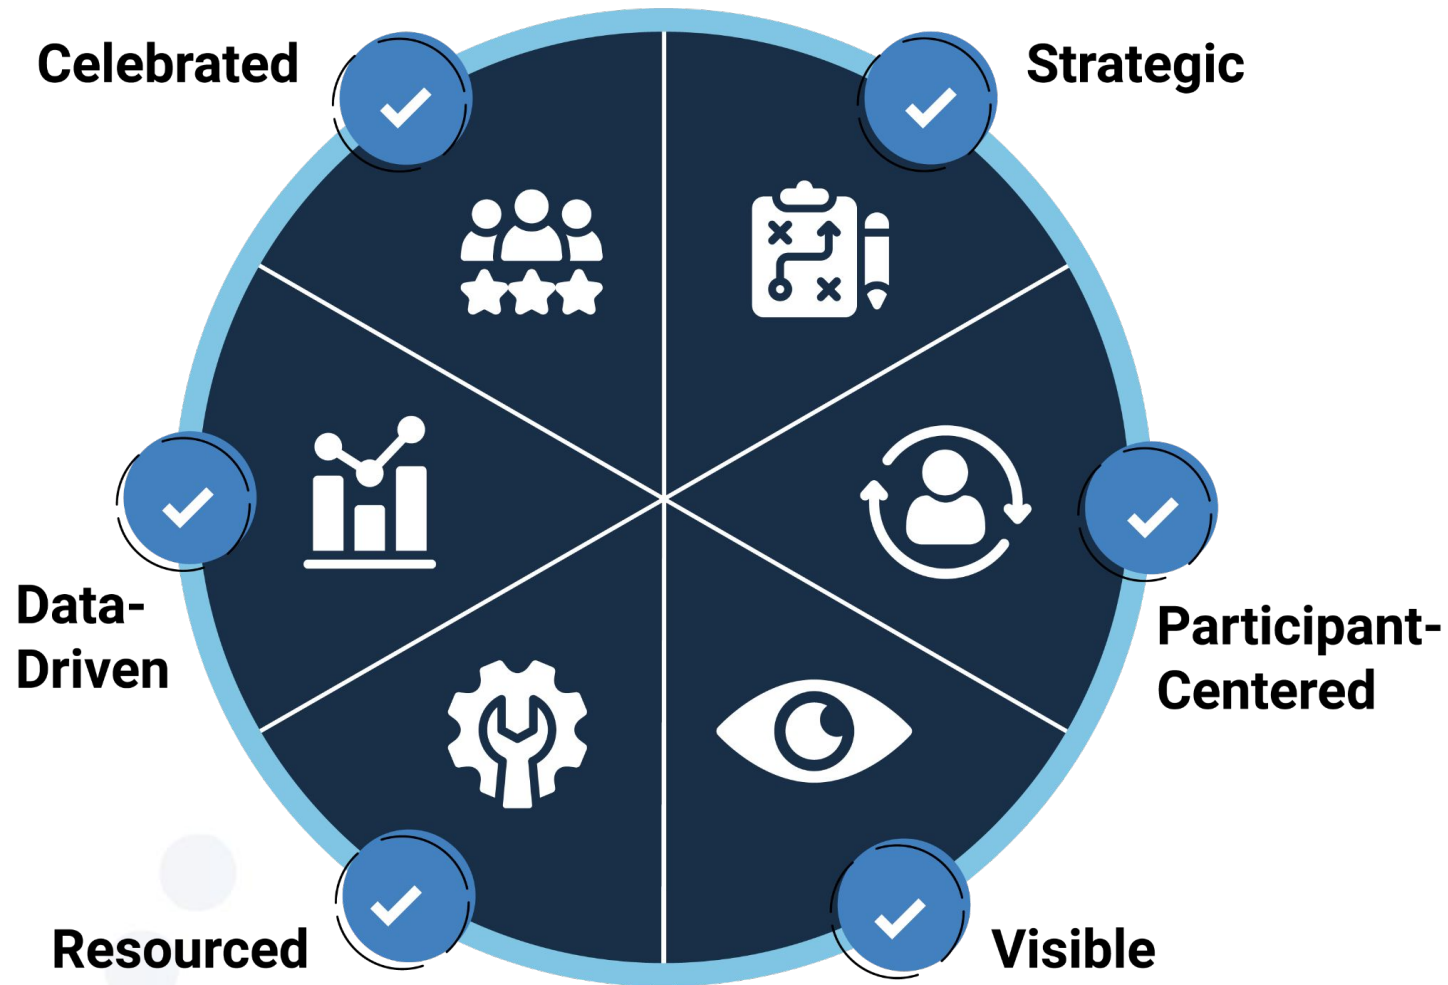 Celebrated
Strategic
Data-
Driven
Participant-
Centered
Resourced
Visible